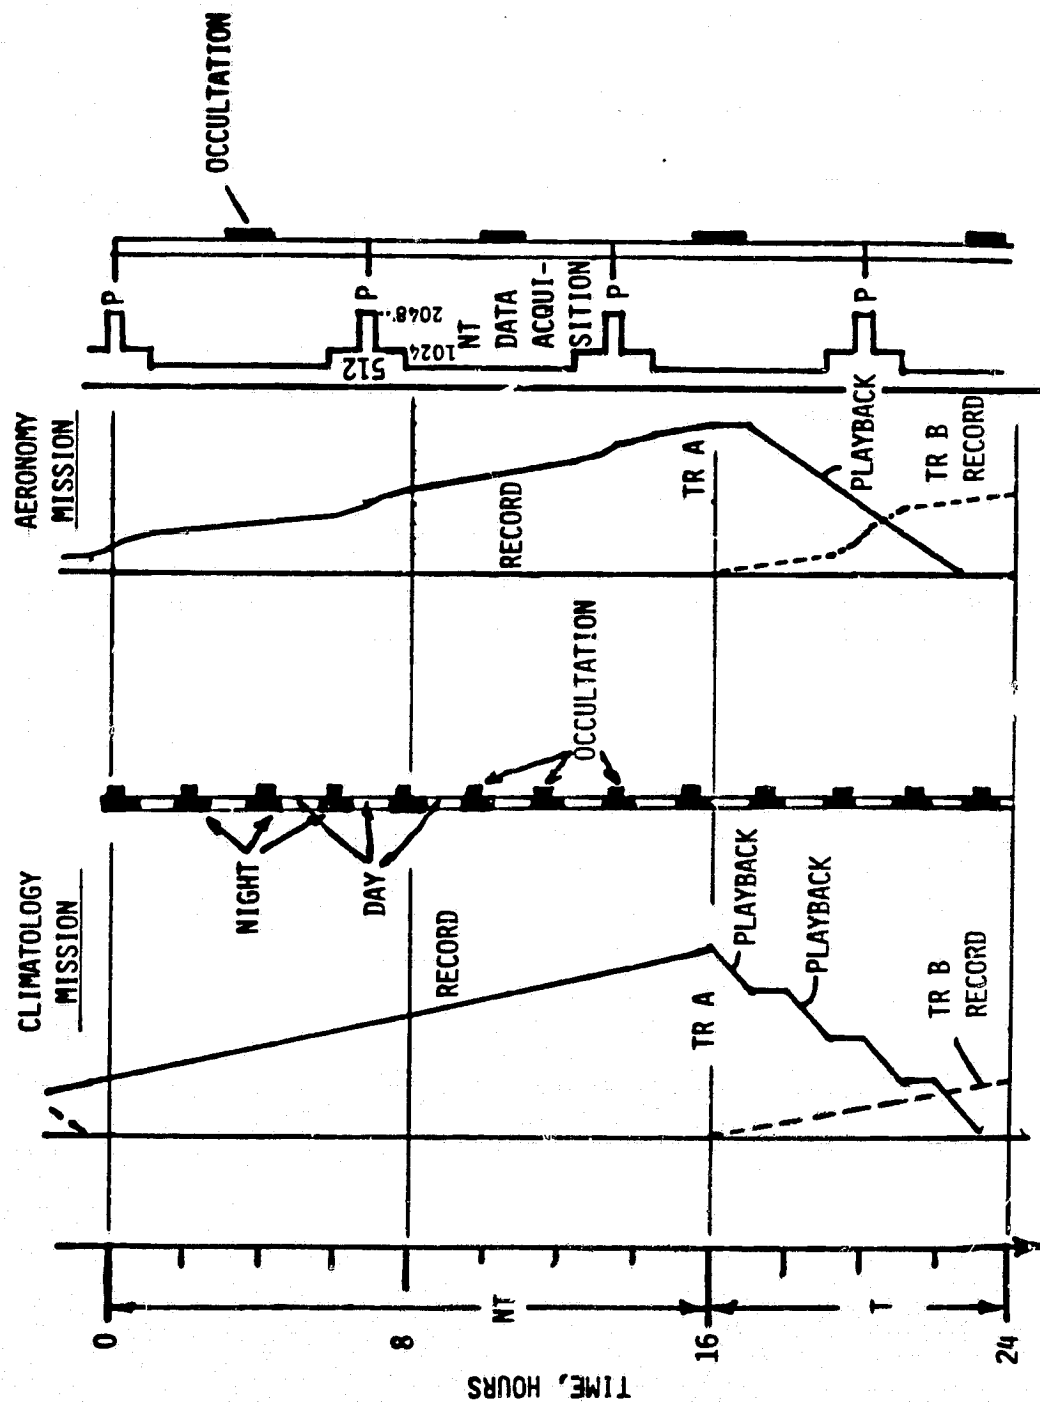 CLIMATOLOGY
MISSION
AERONOMY
MISSION
OCCULTATION
NIGHT
DAY
RECORD
TR A
PLAYBACK
PLAYBACK
TR B
RECORD
OCCULTATION
RECORD
TR A
PLAYBACK
TR B
RECORD
P
P
P
P
512
1024
2048
NT
DATA
ACQUI-
SITION
0
8
16
24
NT
T
TIME, HOURS